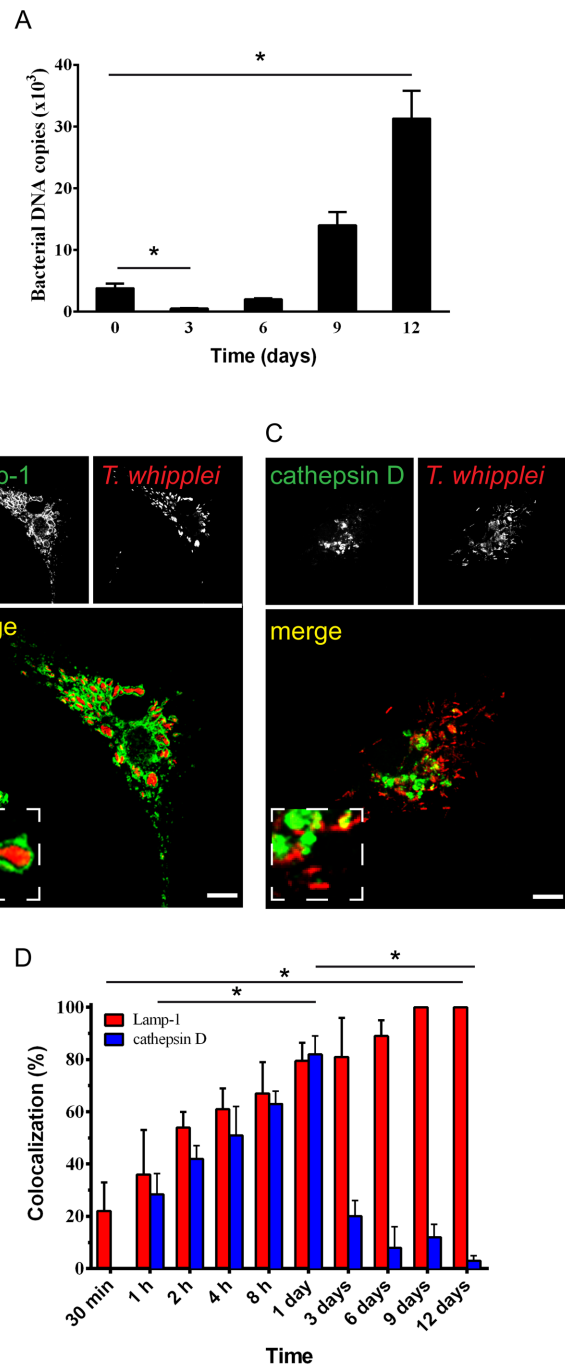 A
*
*
Bacterial DNA copies (x10³)
40
30
20
10
0
0 3 6 9 12
Time (days)
p-1
T. whipplei
ge
C
cathepsin D
T. whipplei
merge
D
*
*
*
Lamp-1
cathepsin D
Colocalization (%)
100
80
60
40
20
0
30 min 1 h 2 h 4 h 8 h 1 day 3 days 6 days 9 days 12 days
Time